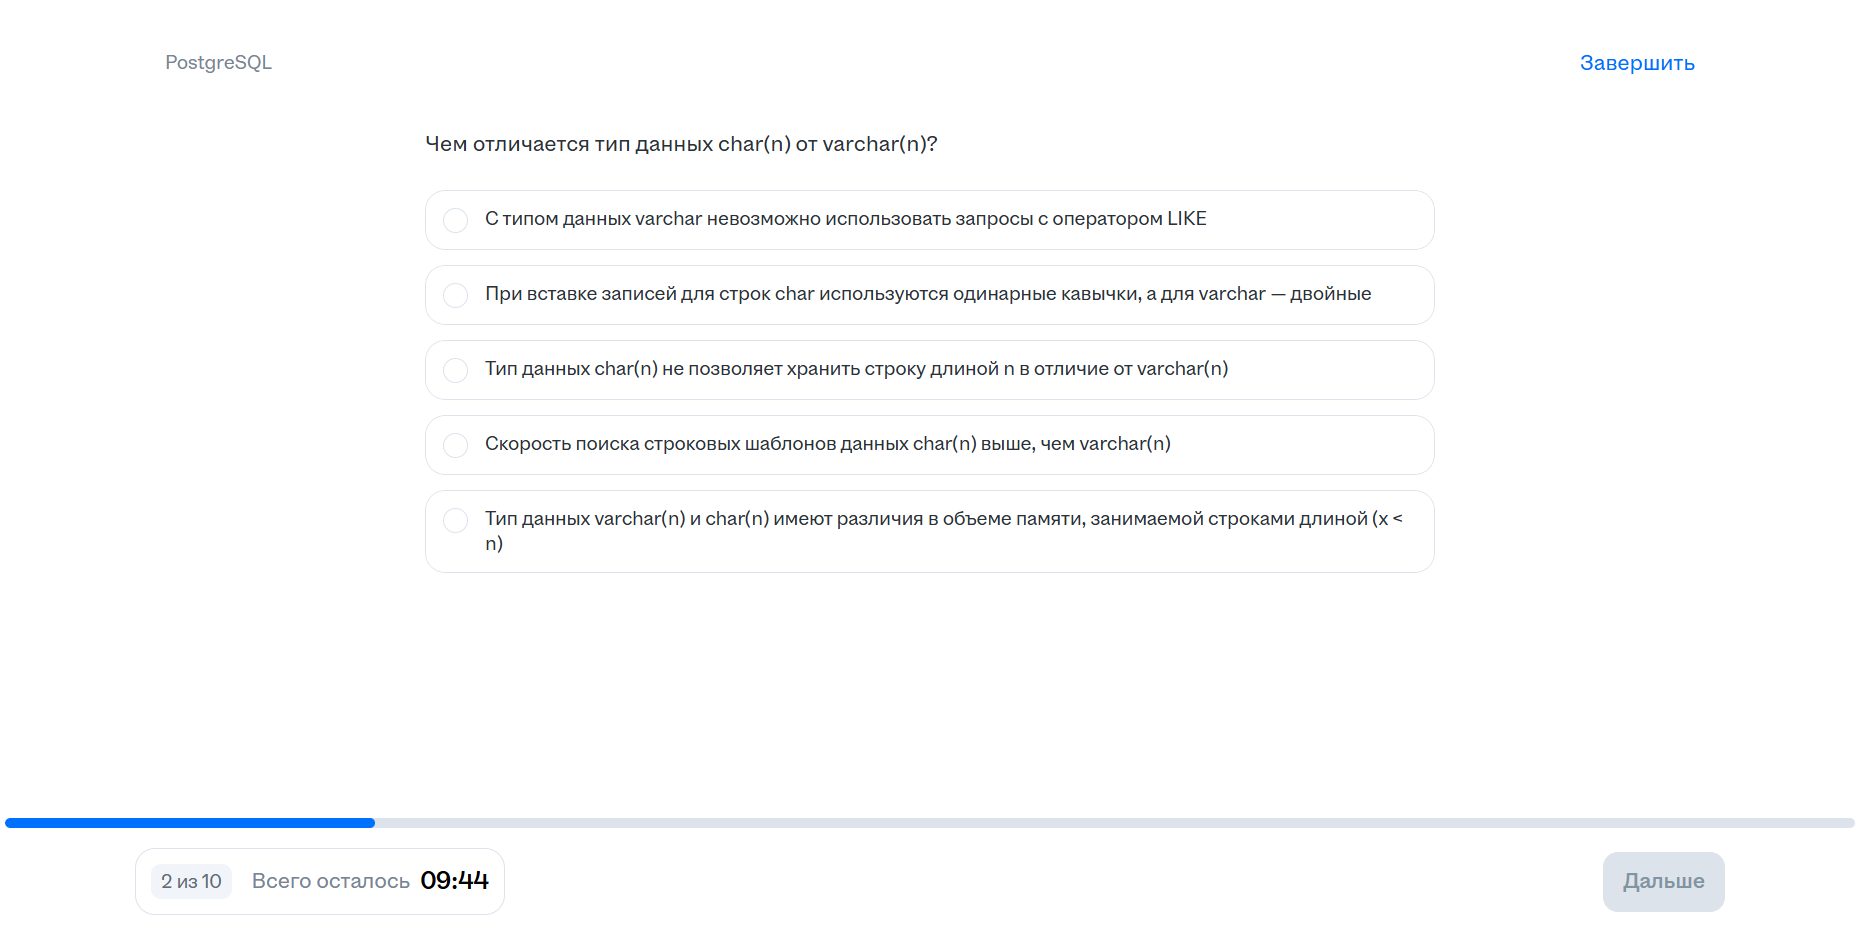 PostgreSQL
Завершить
Чем отличается тип данных char(n) от varchar(n)?
С типом данных varchar невозможно использовать запросы с оператором LIKE
При вставке записей для строк char используются одинарные кавычки, а для varchar — двойные
Тип данных char(n) не позволяет хранить строку длиной n в отличие от varchar(n)
Скорость поиска строковых шаблонов данных char(n) выше, чем varchar(n)
Тип данных varchar(n) и char(n) имеют различия в объеме памяти, занимаемой строками длиной (x <
n)
2 из 10
Всего осталось 09:44
Дальше